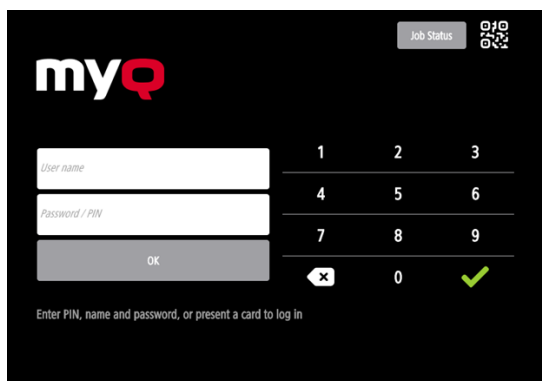 Job Status
myQ
User name
Password / PIN
OK
1 2 3
4 5 6
7 8 9
0
Enter PIN, name and password, or present a card to log in